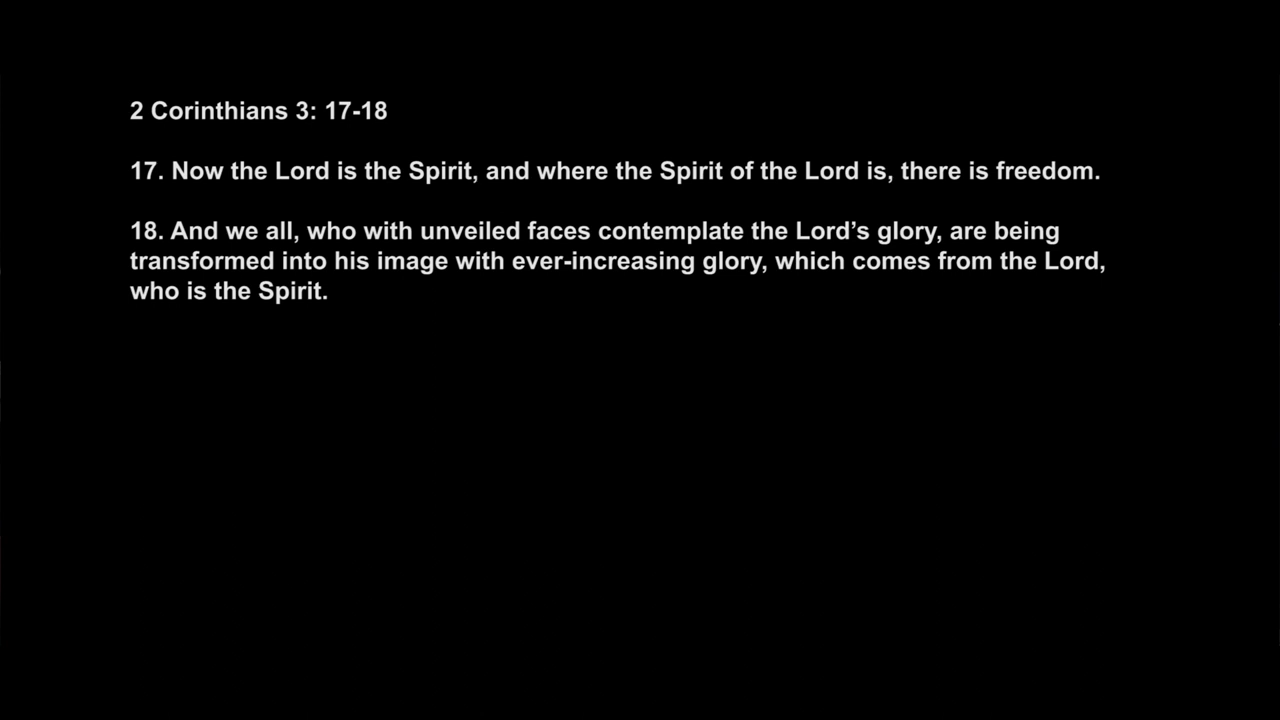 2 Corinthians 3: 17-18
17. Now the Lord is the Spirit, and where the Spirit of the Lord is, there is freedom.
18. And we all, who with unveiled faces contemplate the Lord’s glory, are being
transformed into his image with ever-increasing glory, which comes from the Lord,
who is the Spirit.